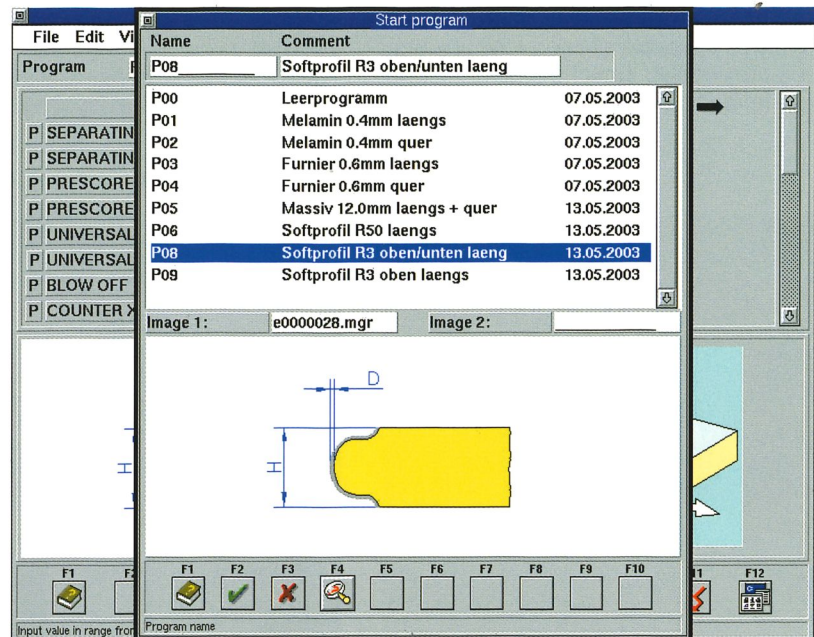 Start program
File Edit Vi
Name Comment
Program
P08 Softprofil R3 oben/unten laeng
P00 Leerprogramm 07.05.2003
P01 Melamin 0.4mm laengs 07.05.2003
P02 Melamin 0.4mm quer 07.05.2003
P03 Furnier 0.6mm laengs 07.05.2003
P04 Furnier 0.6mm quer 07.05.2003
P05 Massiv 12.0mm laengs + quer 13.05.2003
P06 Softprofil R50 laengs 13.05.2003
P08 Softprofil R3 oben/unten laeng 13.05.2003
P09 Softprofil R3 oben laengs 13.05.2003
P SEPARATIN
P SEPARATIN
P PRESCORE
P PRESCORE
P UNIVERSAL
P UNIVERSAL
P BLOW OFF
P COUNTER X
Image 1: e0000028.mgr Image 2:
D
H
H
F1 F2 F3 F4 F5 F6 F7 F8 F9 F10
F1 F12
Program name
Input value in range from